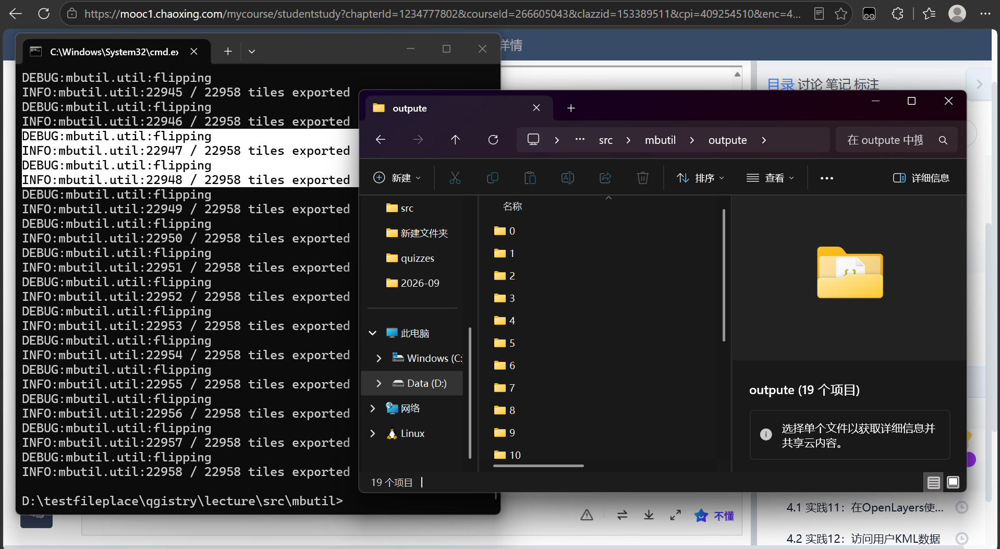 https://mooc1.chaoxing.com/mycourse/studentstudy?chapterId=1234777802&courseId=266605043&clazzid=153389511&cpi=409254510&enc=4...
详情
C:\Windows\System32\cmd.e
DEBUG:mbutil.util:flipping
INFO:mbutil.util:22945 / 22958 tiles exported
DEBUG:mbutil.util:flipping
INFO:mbutil.util:22946 / 22958 tiles exported
DEBUG:mbutil.util:flipping
INFO:mbutil.util:22947 / 22958 tiles exported
DEBUG:mbutil.util:flipping
INFO:mbutil.util:22948 / 22958 tiles exported
DEBUG:mbutil.util:flipping
INFO:mbutil.util:22949 / 22958 tiles exported
DEBUG:mbutil.util:flipping
INFO:mbutil.util:22950 / 22958 tiles exported
DEBUG:mbutil.util:flipping
INFO:mbutil.util:22951 / 22958 tiles exported
DEBUG:mbutil.util:flipping
INFO:mbutil.util:22952 / 22958 tiles exported
DEBUG:mbutil.util:flipping
INFO:mbutil.util:22953 / 22958 tiles exported
DEBUG:mbutil.util:flipping
INFO:mbutil.util:22954 / 22958 tiles exported
DEBUG:mbutil.util:flipping
INFO:mbutil.util:22955 / 22958 tiles exported
DEBUG:mbutil.util:flipping
INFO:mbutil.util:22956 / 22958 tiles exported
DEBUG:mbutil.util:flipping
INFO:mbutil.util:22957 / 22958 tiles exported
DEBUG:mbutil.util:flipping
INFO:mbutil.util:22958 / 22958 tiles exported
D:\testfileplace\qgistry\lecture\src\mbutil>
目录 讨论 笔记 标注
outpute
src > mbutil > outpute >
在 outpute 中搜
新建
排序
查看
详细信息
src
新建文件夹
quizzes
2026-09
此电脑
Windows (C:
Data (D:)
网络
Linux
名称
0
1
2
3
4
5
6
7
8
9
10
outpute (19 个项目)
选择单个文件以获取详细信息并
共享云内容。
19 个项目
不懂
4.1 实践11：在OpenLayers使...
4.2 实践12：访问用户KML数据